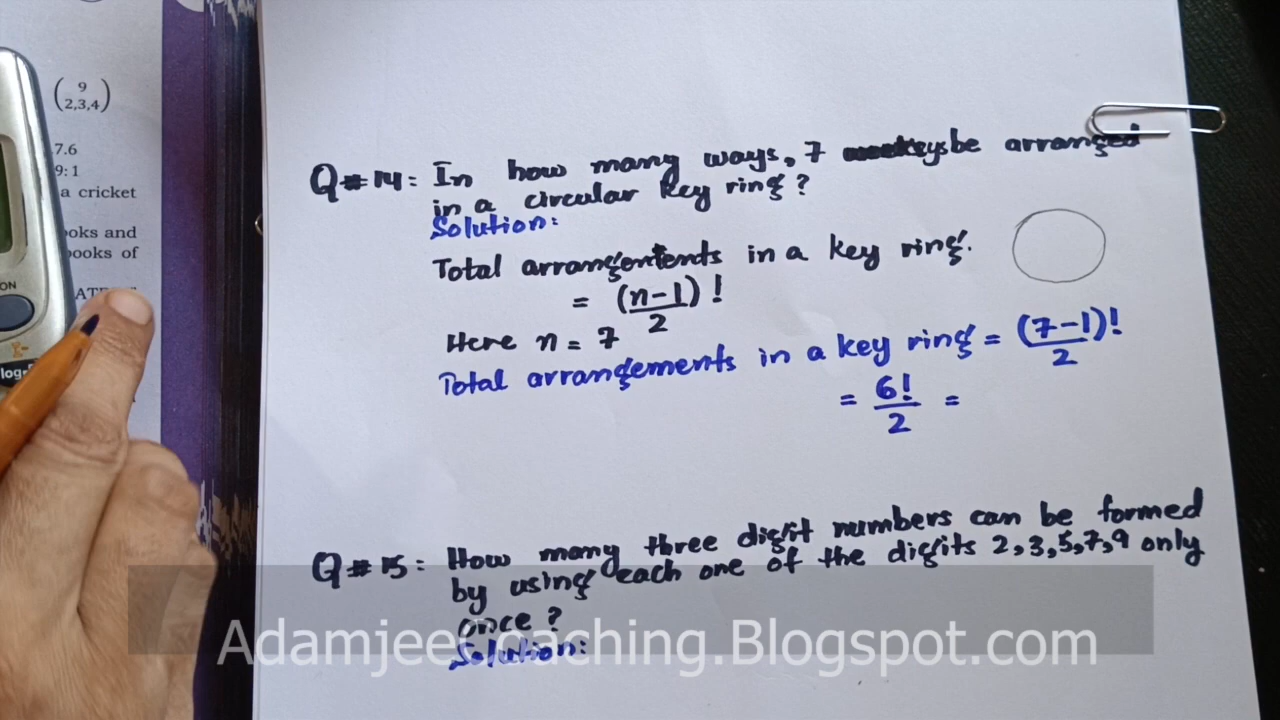 9
2,3,4
7.6
9:1
a cricket
ooks and
books of
ON
Q#14: In how many ways, 7 keys be arranged
in a circular key ring?
Solution:
Total arrangements in a key ring.
= (n-1)!
2
Here n = 7
Total arrangements in a key ring = (7-1)!
2
= 6! =
2
Q#15: How many three digit numbers can be formed
by using each one of the digits 2,3,5,7,9 only
once?
Solution: